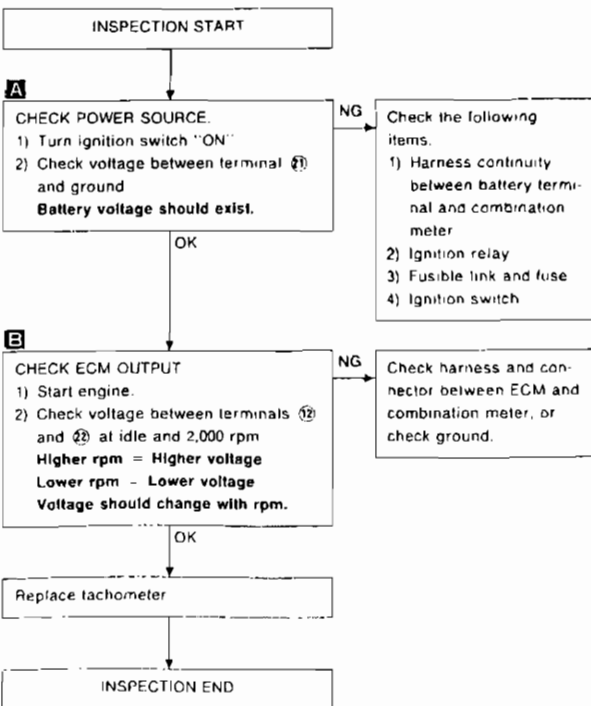 INSPECTION START
A
CHECK POWER SOURCE.
1) Turn ignition switch "ON"
2) Check voltage between terminal ㉑
and ground
Battery voltage should exist.
NG
Check the following
items.
1) Harness continuity
between battery termi-
nal and combination
meter
2) Ignition relay
3) Fusible link and fuse
4) Ignition switch
OK
B
CHECK ECM OUTPUT
1) Start engine.
2) Check voltage between terminals ⑫
and ㉒ at idle and 2,000 rpm
Higher rpm = Higher voltage
Lower rpm - Lower voltage
Voltage should change with rpm.
NG
Check harness and con-
nector between ECM and
combination meter, or
check ground.
OK
Replace tachometer
INSPECTION END